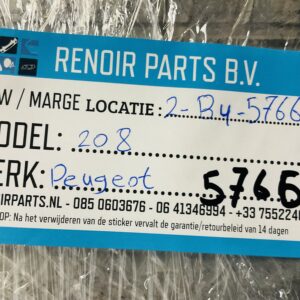 RENOIR PARTS B.V.
W / MARGE LOCATIE: 2-By-5766
ODEL: 208
ERK: Peugeot 5766
IRPARTS.NL - 085 0603676 - 06 41346994 - +33 7552246
OP: Na het verwijderen van de sticker vervalt de garantie/retourbeleid van 14 dagen